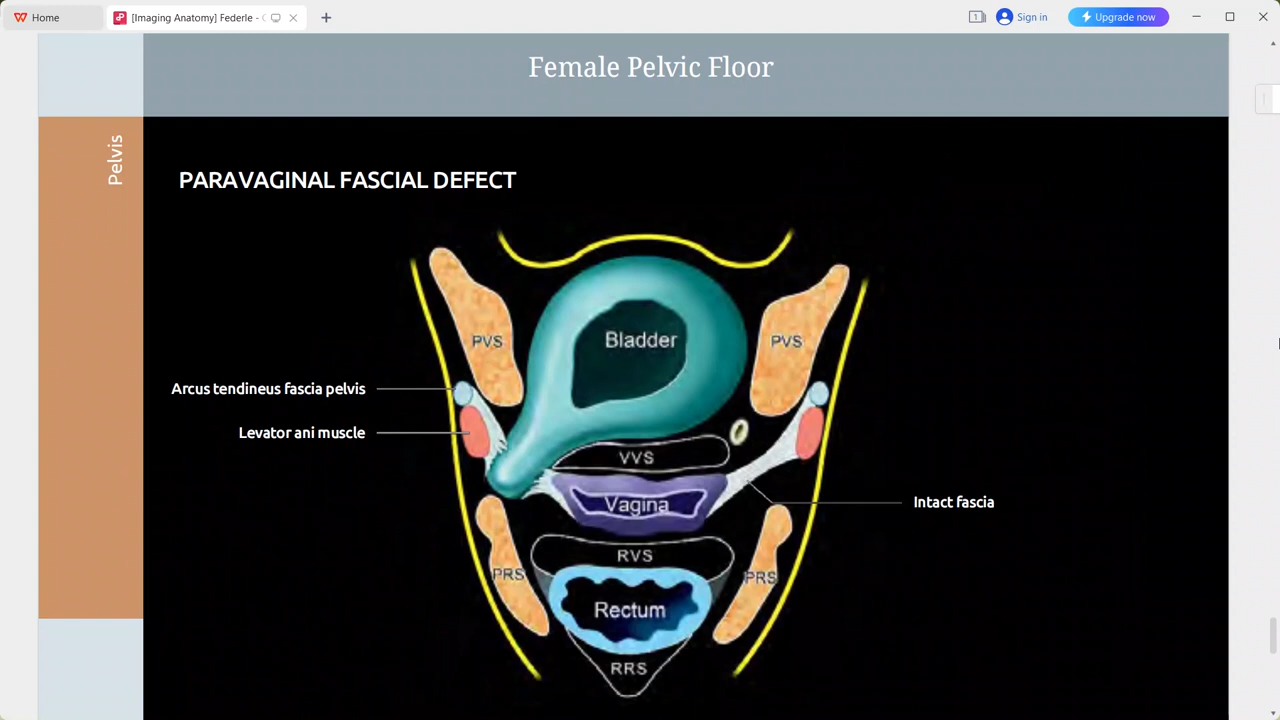 Home
[Imaging Anatomy] Federle - 
1
Sign in
Upgrade now
Female Pelvic Floor
Pelvis
PARAVAGINAL FASCIAL DEFECT
Bladder
PVS
PVS
Arcus tendineus fascia pelvis
Levator ani muscle
VVS
Vagina
Intact fascia
RVS
PRS
PRS
Rectum
RRS